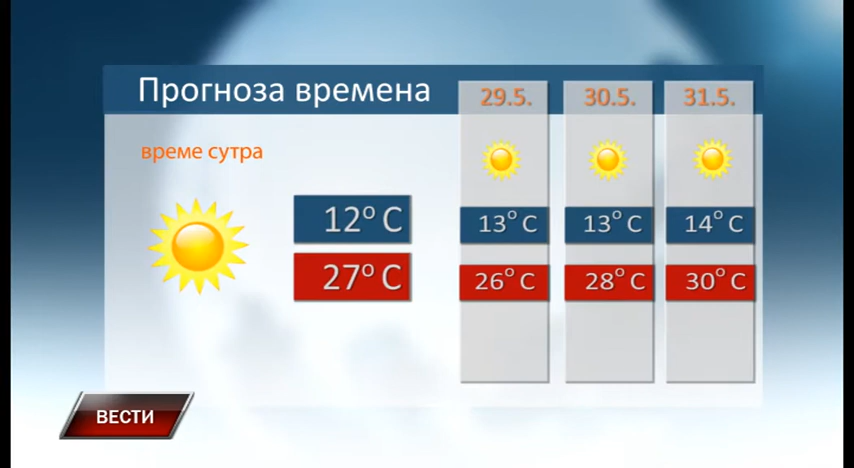 Прогноза времена
време сутра
12° C
27° C
29.5. 30.5. 31.5.
13° C 13° C 14° C
26° C 28° C 30° C
ВЕСТИ